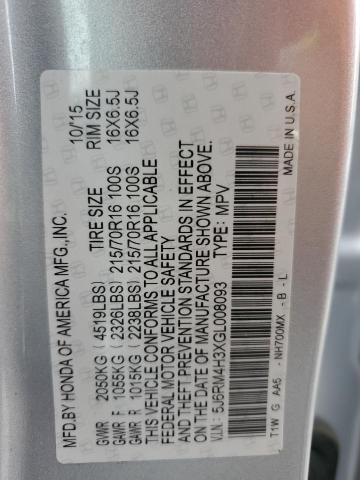 MFD.BY HONDA OF AMERICA MFG.,INC. 10/'15
TIRE SIZE RIM SIZE
GVWR 2050KG ( 4519LBS)
GAWR F 1055KG ( 2326LBS) 215/70R16 100S 16X6.5J
GAWR R 1015KG ( 2238LBS) 215/70R16 100S 16X6.5J
THIS VEHICLE CONFORMS TO ALL APPLICABLE
FEDERAL MOTOR VEHICLE SAFETY
AND THEFT PREVENTION STANDARDS IN EFFECT
ON THE DATE OF MANUFACTURE SHOWN ABOVE.
V.I.N.: 5J6RM4H3XGL008093 TYPE: MPV
T1W G AA5 - NH700MX - B - L MADE IN U.S.A.